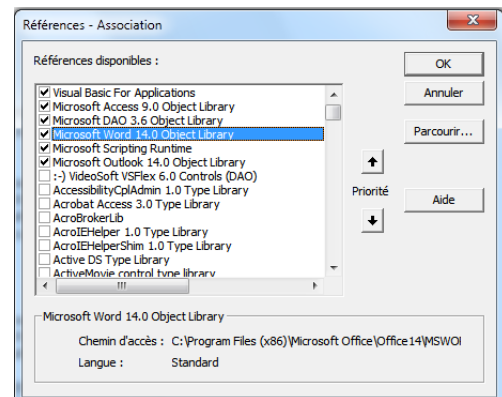 Références - Association
Références disponibles :
OK
Annuler
Parcourir...
Aide
Visual Basic For Applications
Microsoft Access 9.0 Object Library
Microsoft DAO 3.6 Object Library
Microsoft Word 14.0 Object Library
Microsoft Scripting Runtime
Microsoft Outlook 14.0 Object Library
:-) VideoSoft VSFlex 6.0 Controls (DAO)
AccessibilityCplAdmin 1.0 Type Library
Acrobat Access 3.0 Type Library
AcroBrokerLib
AcroIEHelper 1.0 Type Library
AcroIEHelperShim 1.0 Type Library
Active DS Type Library
ActiveMovie control type library
Priorité
Microsoft Word 14.0 Object Library
Chemin d'accès : C:\Program Files (x86)\Microsoft Office\Office14\MSWOI
Langue : Standard